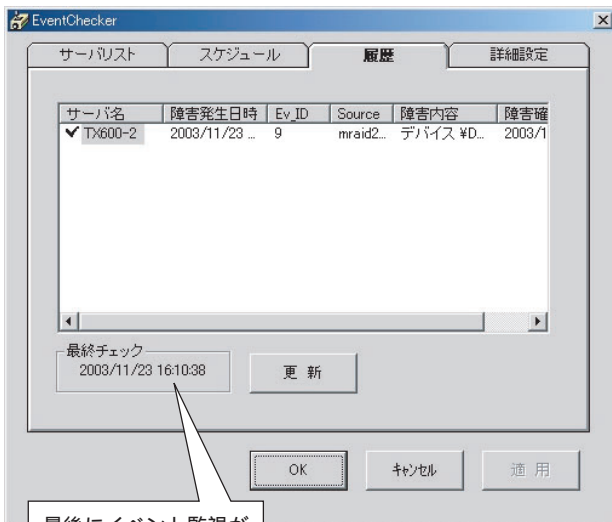 EventChecker
サーバリスト スケジュール 履歴 詳細設定
サーバ名 障害発生日時 Ev_ID Source 障害内容 障害確
TX600-2 2003/11/23 ... 9 mraid2... デバイス ¥D... 2003/1
最終チェック
2003/11/23 16:10:38
更 新
OK キャンセル 適 用
最後にイベント監視が